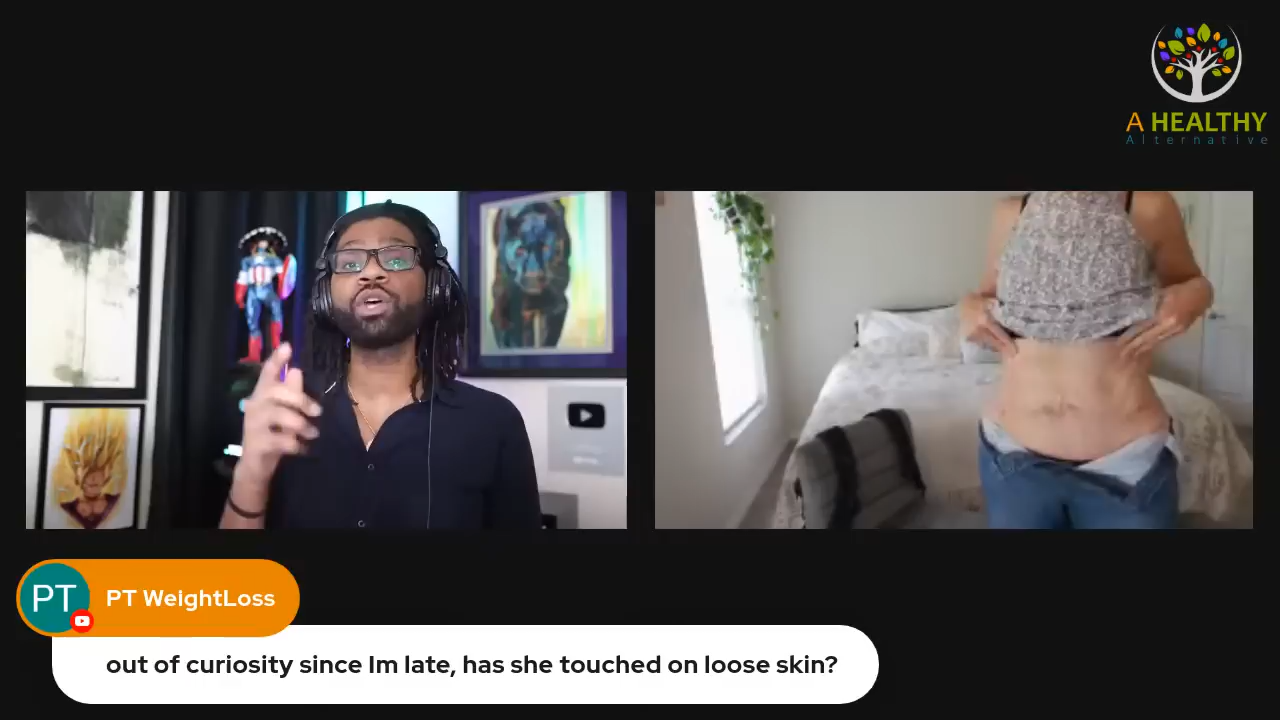 A HEALTHY
Alternative
PT
PT WeightLoss
out of curiosity since Im late, has she touched on loose skin?